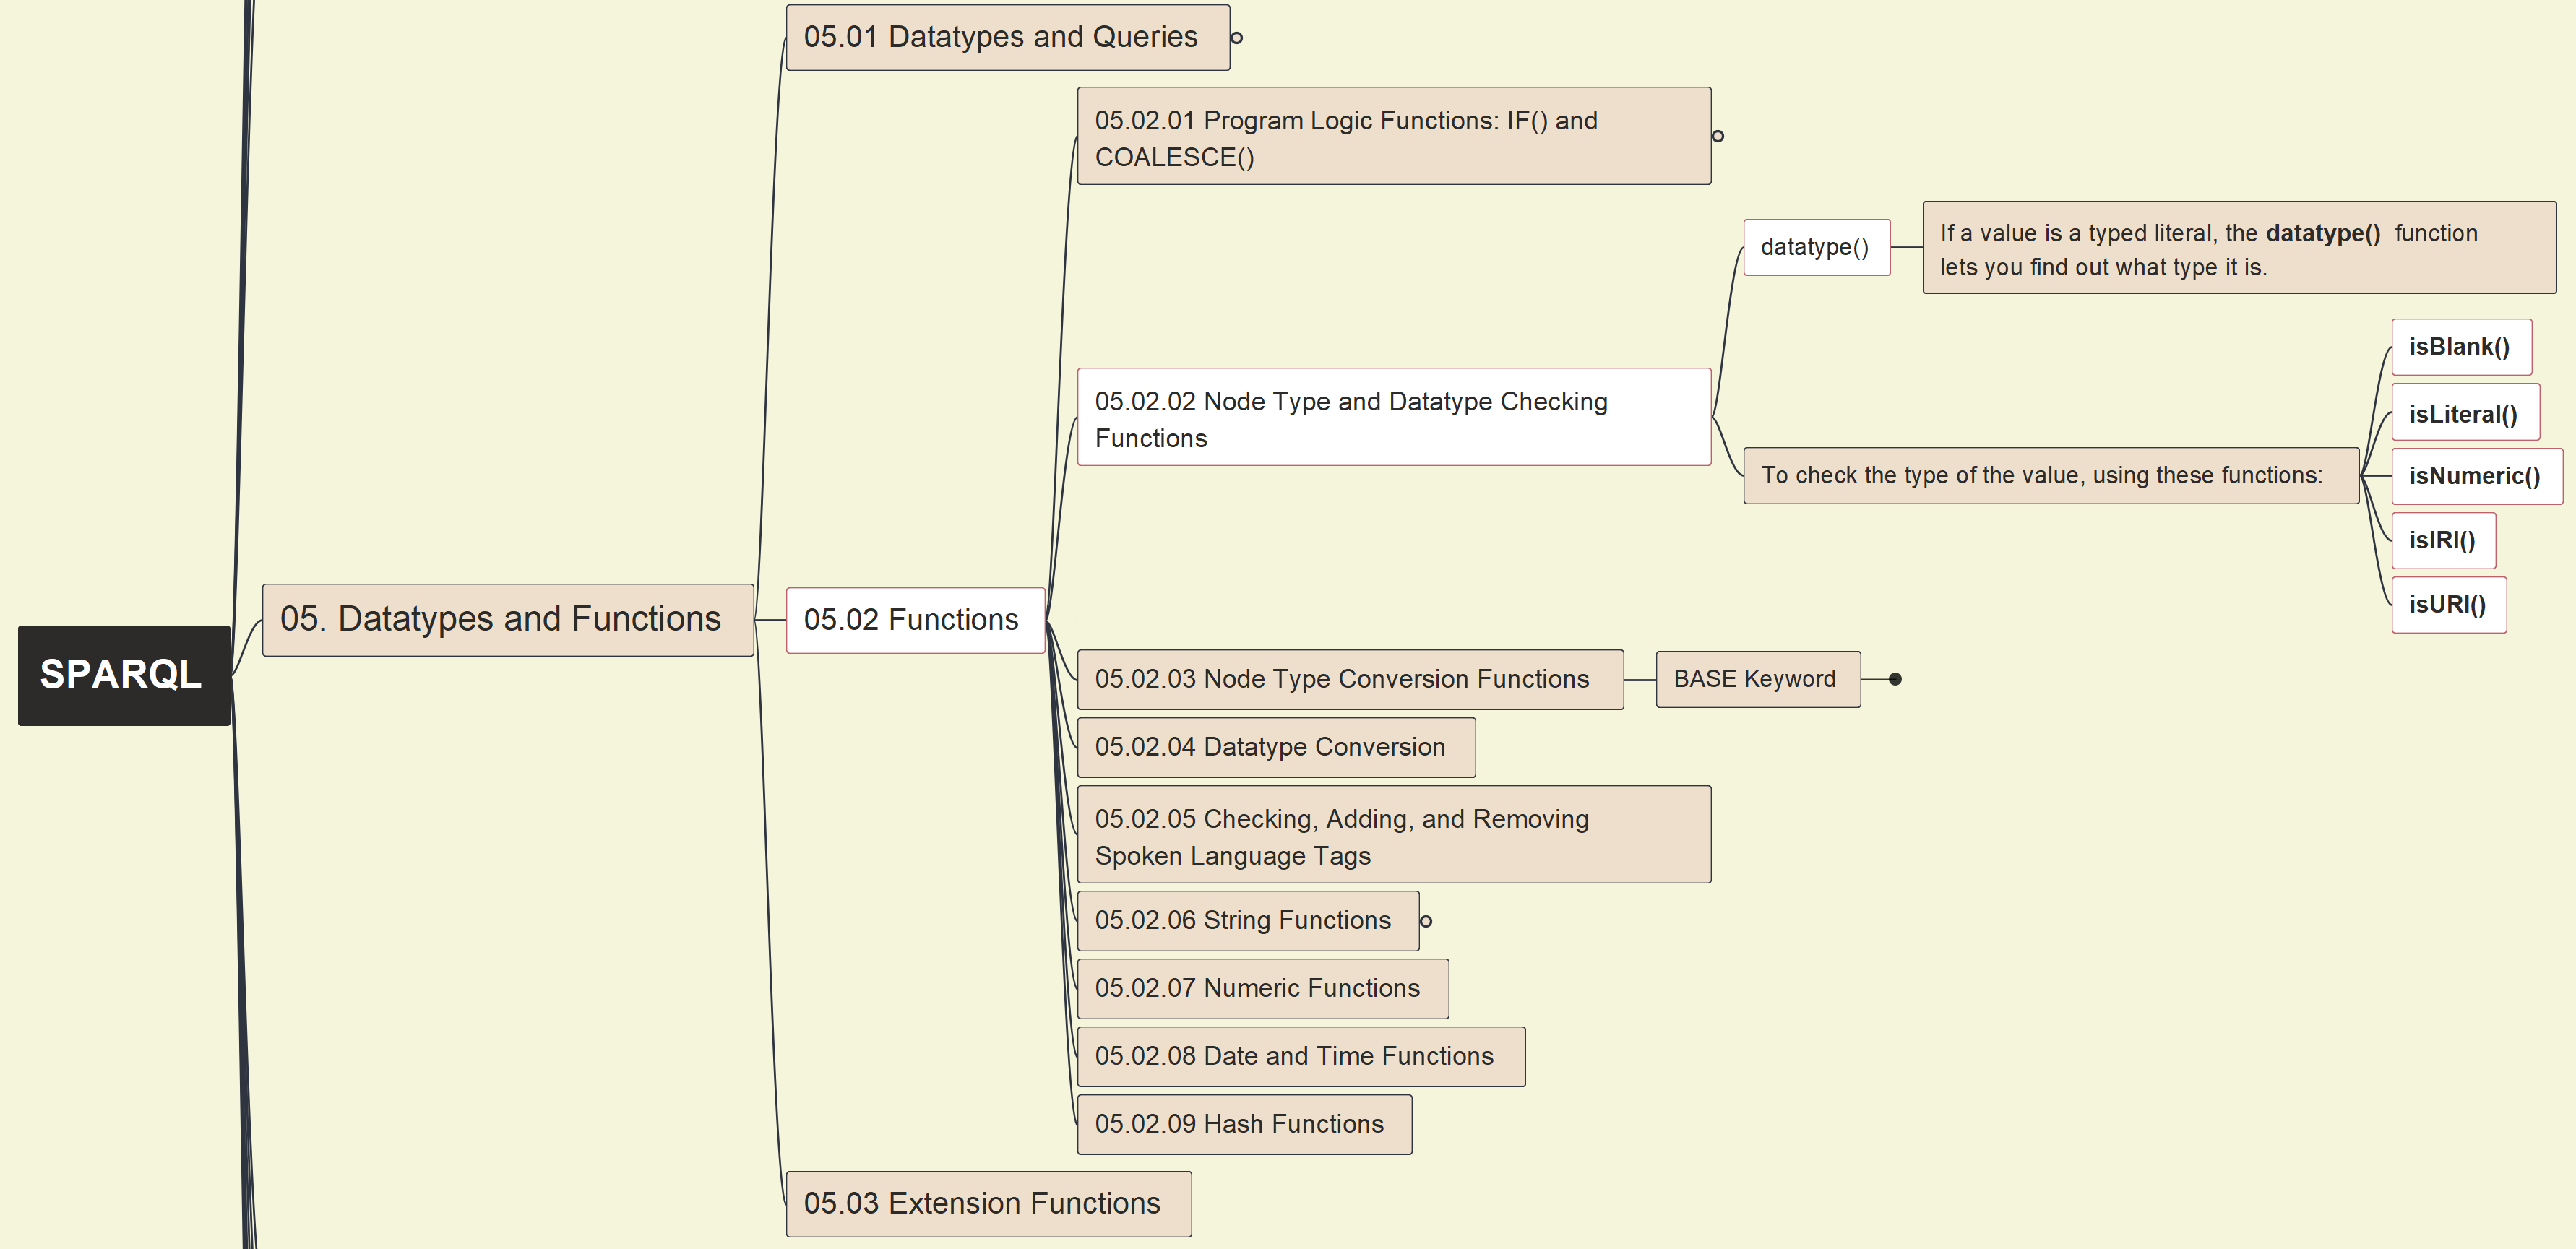 SPARQL
05. Datatypes and Functions
05.01 Datatypes and Queries
05.02 Functions
05.02.01 Program Logic Functions: IF() and
COALESCE()
05.02.02 Node Type and Datatype Checking
Functions
datatype()
If a value is a typed literal, the datatype() function
lets you find out what type it is.
To check the type of the value, using these functions:
isBlank()
isLiteral()
isNumeric()
isIRI()
isURI()
05.02.03 Node Type Conversion Functions
BASE Keyword
05.02.04 Datatype Conversion
05.02.05 Checking, Adding, and Removing
Spoken Language Tags
05.02.06 String Functions
05.02.07 Numeric Functions
05.02.08 Date and Time Functions
05.02.09 Hash Functions
05.03 Extension Functions